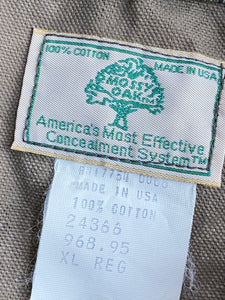 100% COTTON
MADE IN USA
MOSSY
OAK
America's Most Effective
Concealment System™
MADE IN USA
100% COTTON
24366
968.95
XL REG